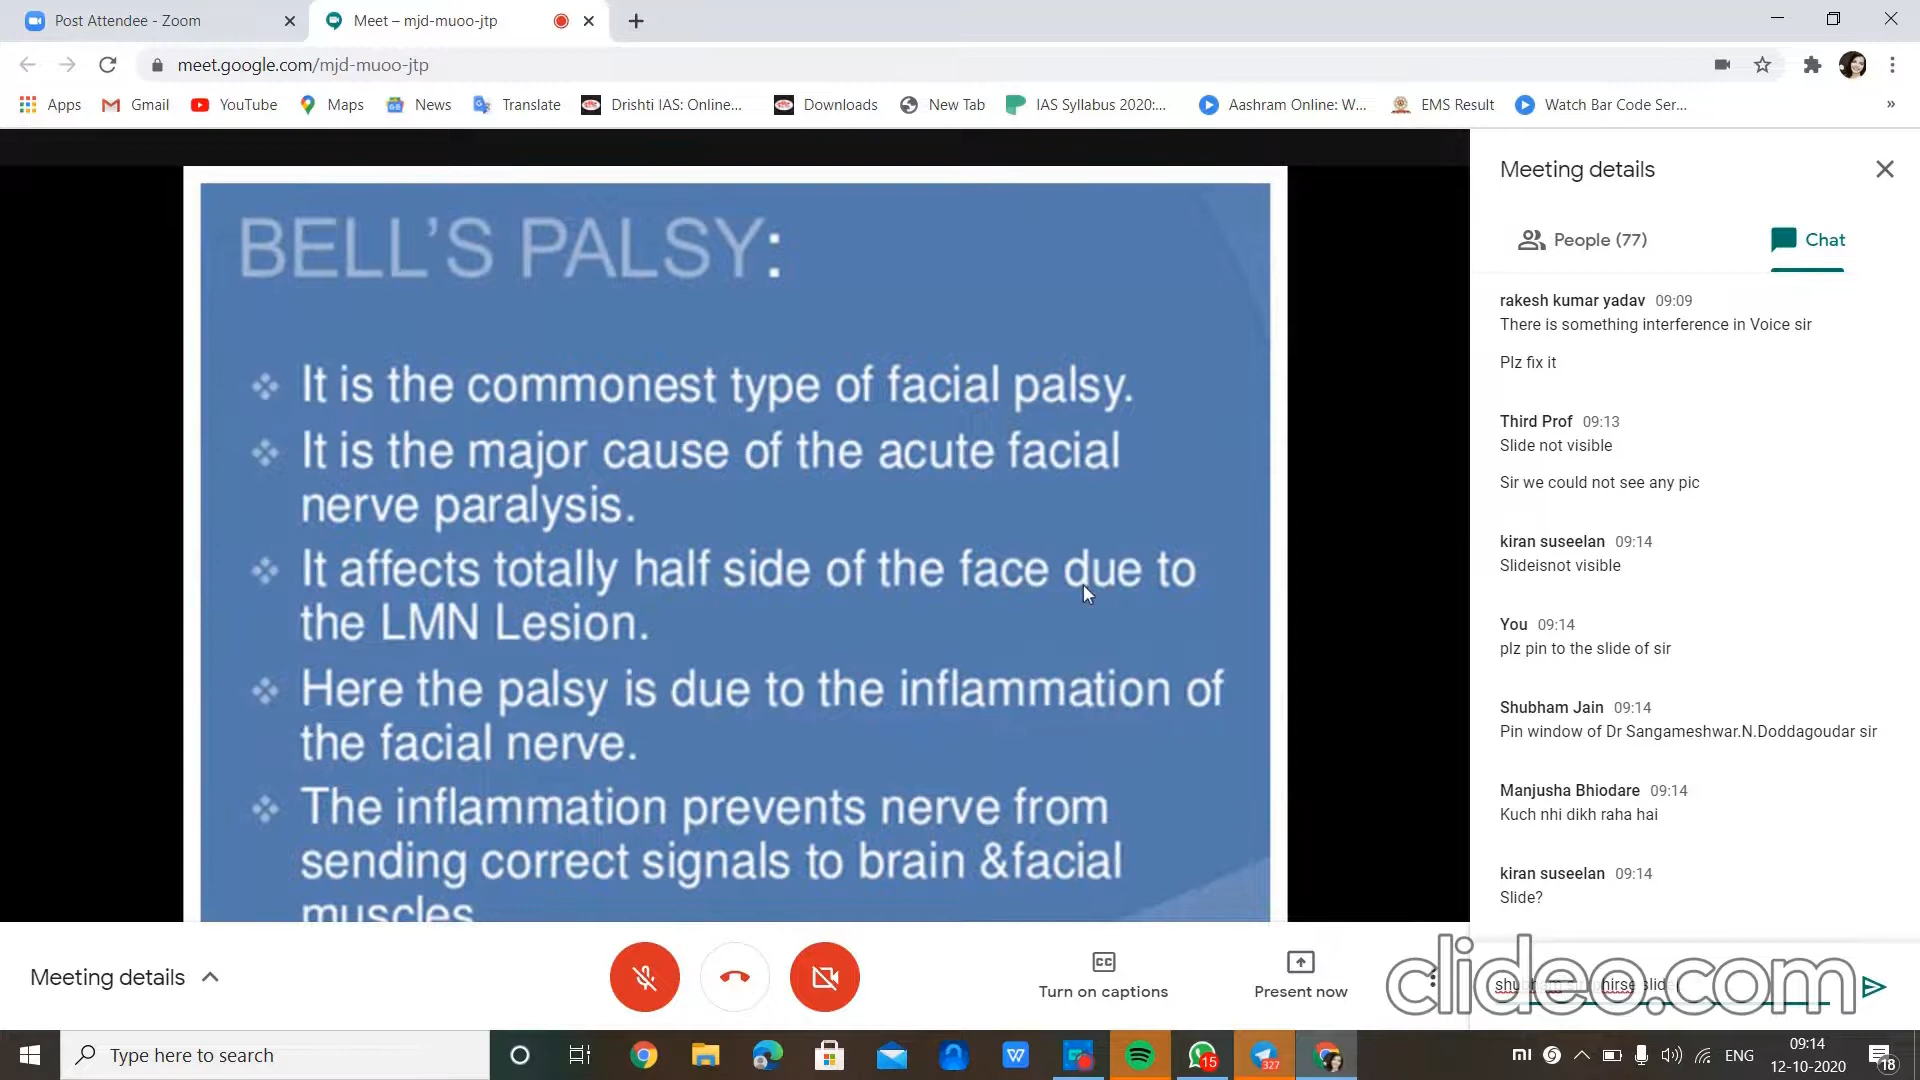 Post Attendee - Zoom
Meet – mjd-muoo-jtp
meet.google.com/mjd-muoo-jtp
Apps
Gmail
YouTube
Maps
News
Translate
Drishti IAS: Online...
Downloads
New Tab
IAS Syllabus 2020:...
Aashram Online: W...
EMS Result
Watch Bar Code Ser...
»
BELL'S PALSY:
It is the commonest type of facial palsy.
It is the major cause of the acute facial
nerve paralysis.
It affects totally half side of the face due to
the LMN Lesion.
Here the palsy is due to the inflammation of
the facial nerve.
The inflammation prevents nerve from
sending correct signals to brain &facial
muscles
Meeting details
People (77)
Chat
rakesh kumar yadav 09:09
There is something interference in Voice sir
Plz fix it
Third Prof 09:13
Slide not visible
Sir we could not see any pic
kiran suseelan 09:14
Slideisnot visible
You 09:14
plz pin to the slide of sir
Shubham Jain 09:14
Pin window of Dr Sangameshwar.N.Doddagoudar sir
Manjusha Bhiodare 09:14
Kuch nhi dikh raha hai
kiran suseelan 09:14
Slide?
clideo.com
Meeting details
CC
Turn on captions
Present now
Type here to search
W
15
327
mi
ENG
09:14
12-10-2020
18